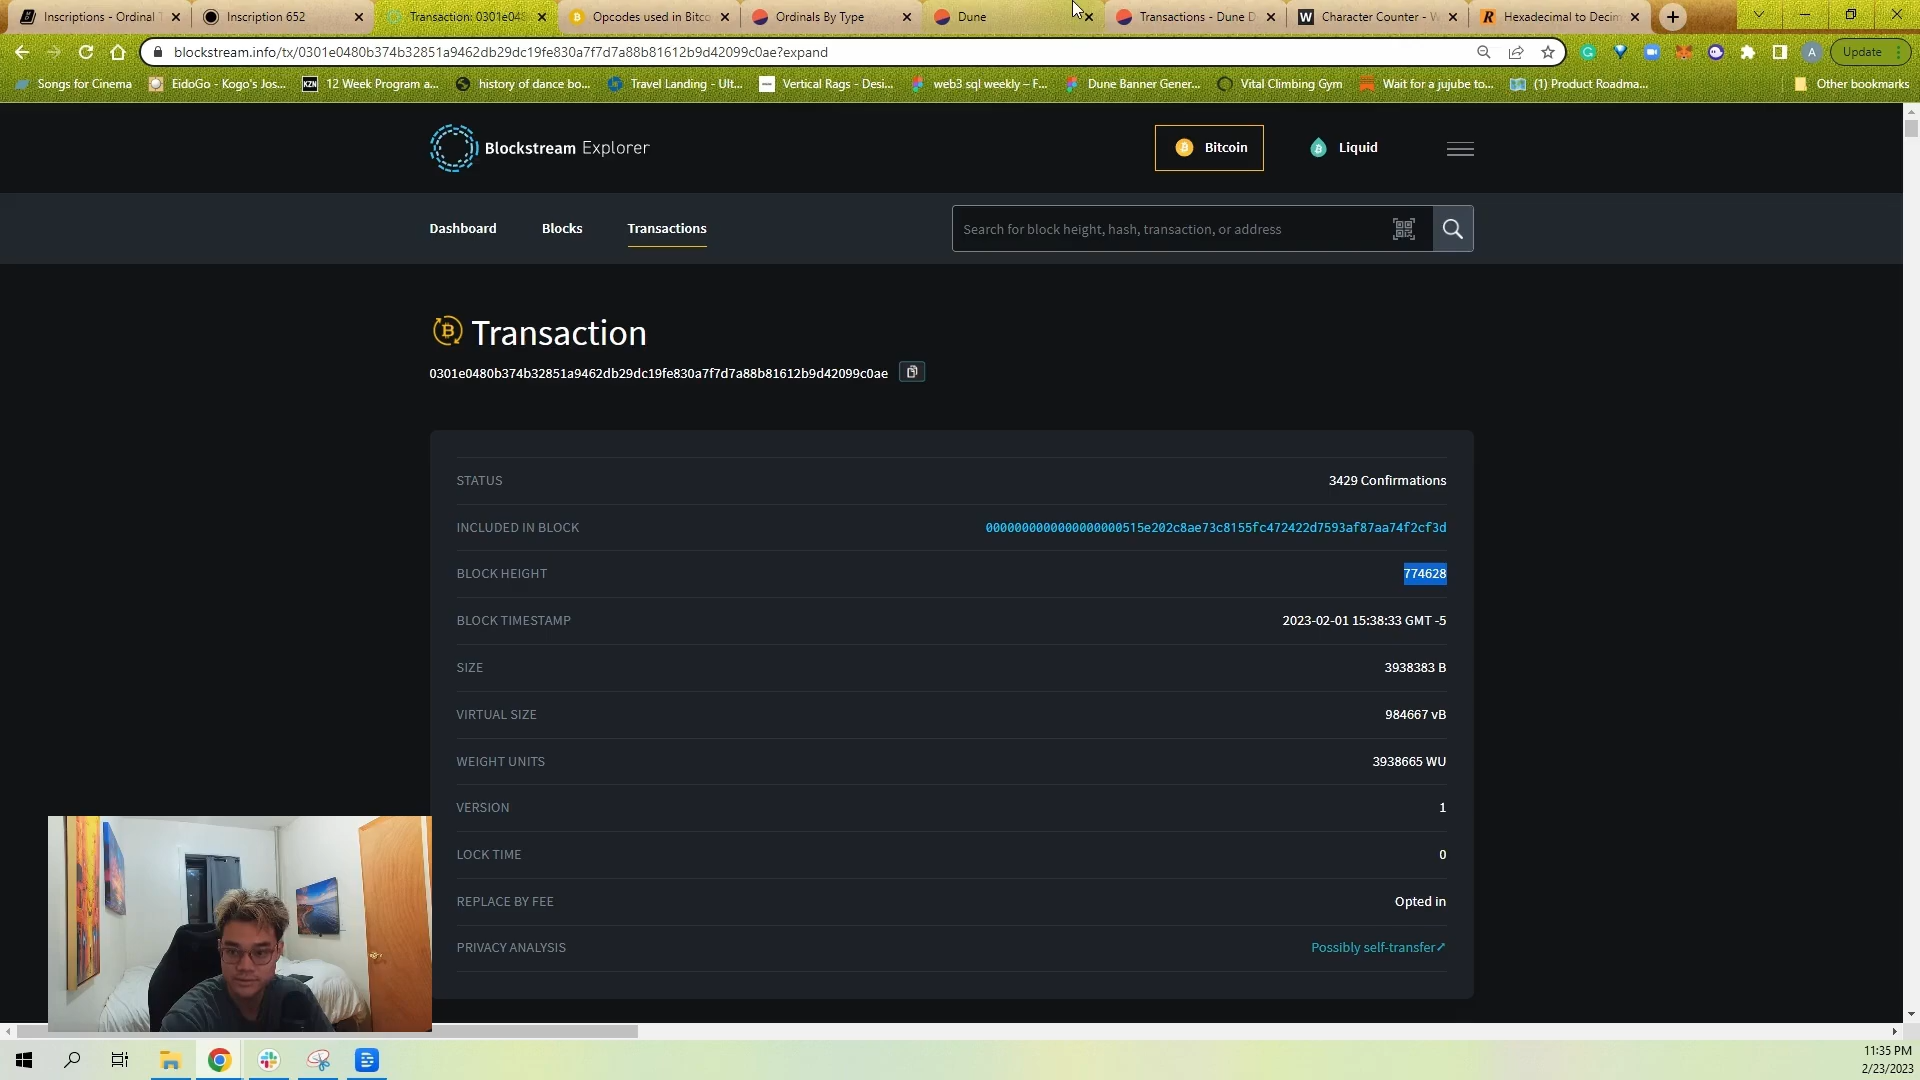 Inscriptions - Ordinal T
Inscription 652
Transaction: 0301e048
Opcodes used in Bitco
Ordinals By Type
Dune
Transactions - Dune D
Character Counter - W
Hexadecimal to Decim
blockstream.info/tx/0301e0480b374b32851a9462db29dc19fe830a7f7d7a88b81612b9d42099c0ae?expand
Update
Songs for Cinema
EidoGo - Kogo's Jos...
KZN
12 Week Program a...
history of dance bo...
Travel Landing - Ult...
Vertical Rags - Desi...
web3 sql weekly – F...
Dune Banner Gener...
Vital Climbing Gym
Wait for a jujube to...
(1) Product Roadma...
Other bookmarks
Blockstream Explorer
Bitcoin
Liquid
Dashboard
Blocks
Transactions
Search for block height, hash, transaction, or address
Transaction
0301e0480b374b32851a9462db29dc19fe830a7f7d7a88b81612b9d42099c0ae
STATUS
3429 Confirmations
INCLUDED IN BLOCK
BLOCK HEIGHT
774628
BLOCK TIMESTAMP
2023-02-01 15:38:33 GMT -5
SIZE
3938383 B
VIRTUAL SIZE
984667 vB
WEIGHT UNITS
3938665 WU
VERSION
1
LOCK TIME
0
REPLACE BY FEE
Opted in
PRIVACY ANALYSIS
Possibly self-transfer
11:35 PM
2/23/2023